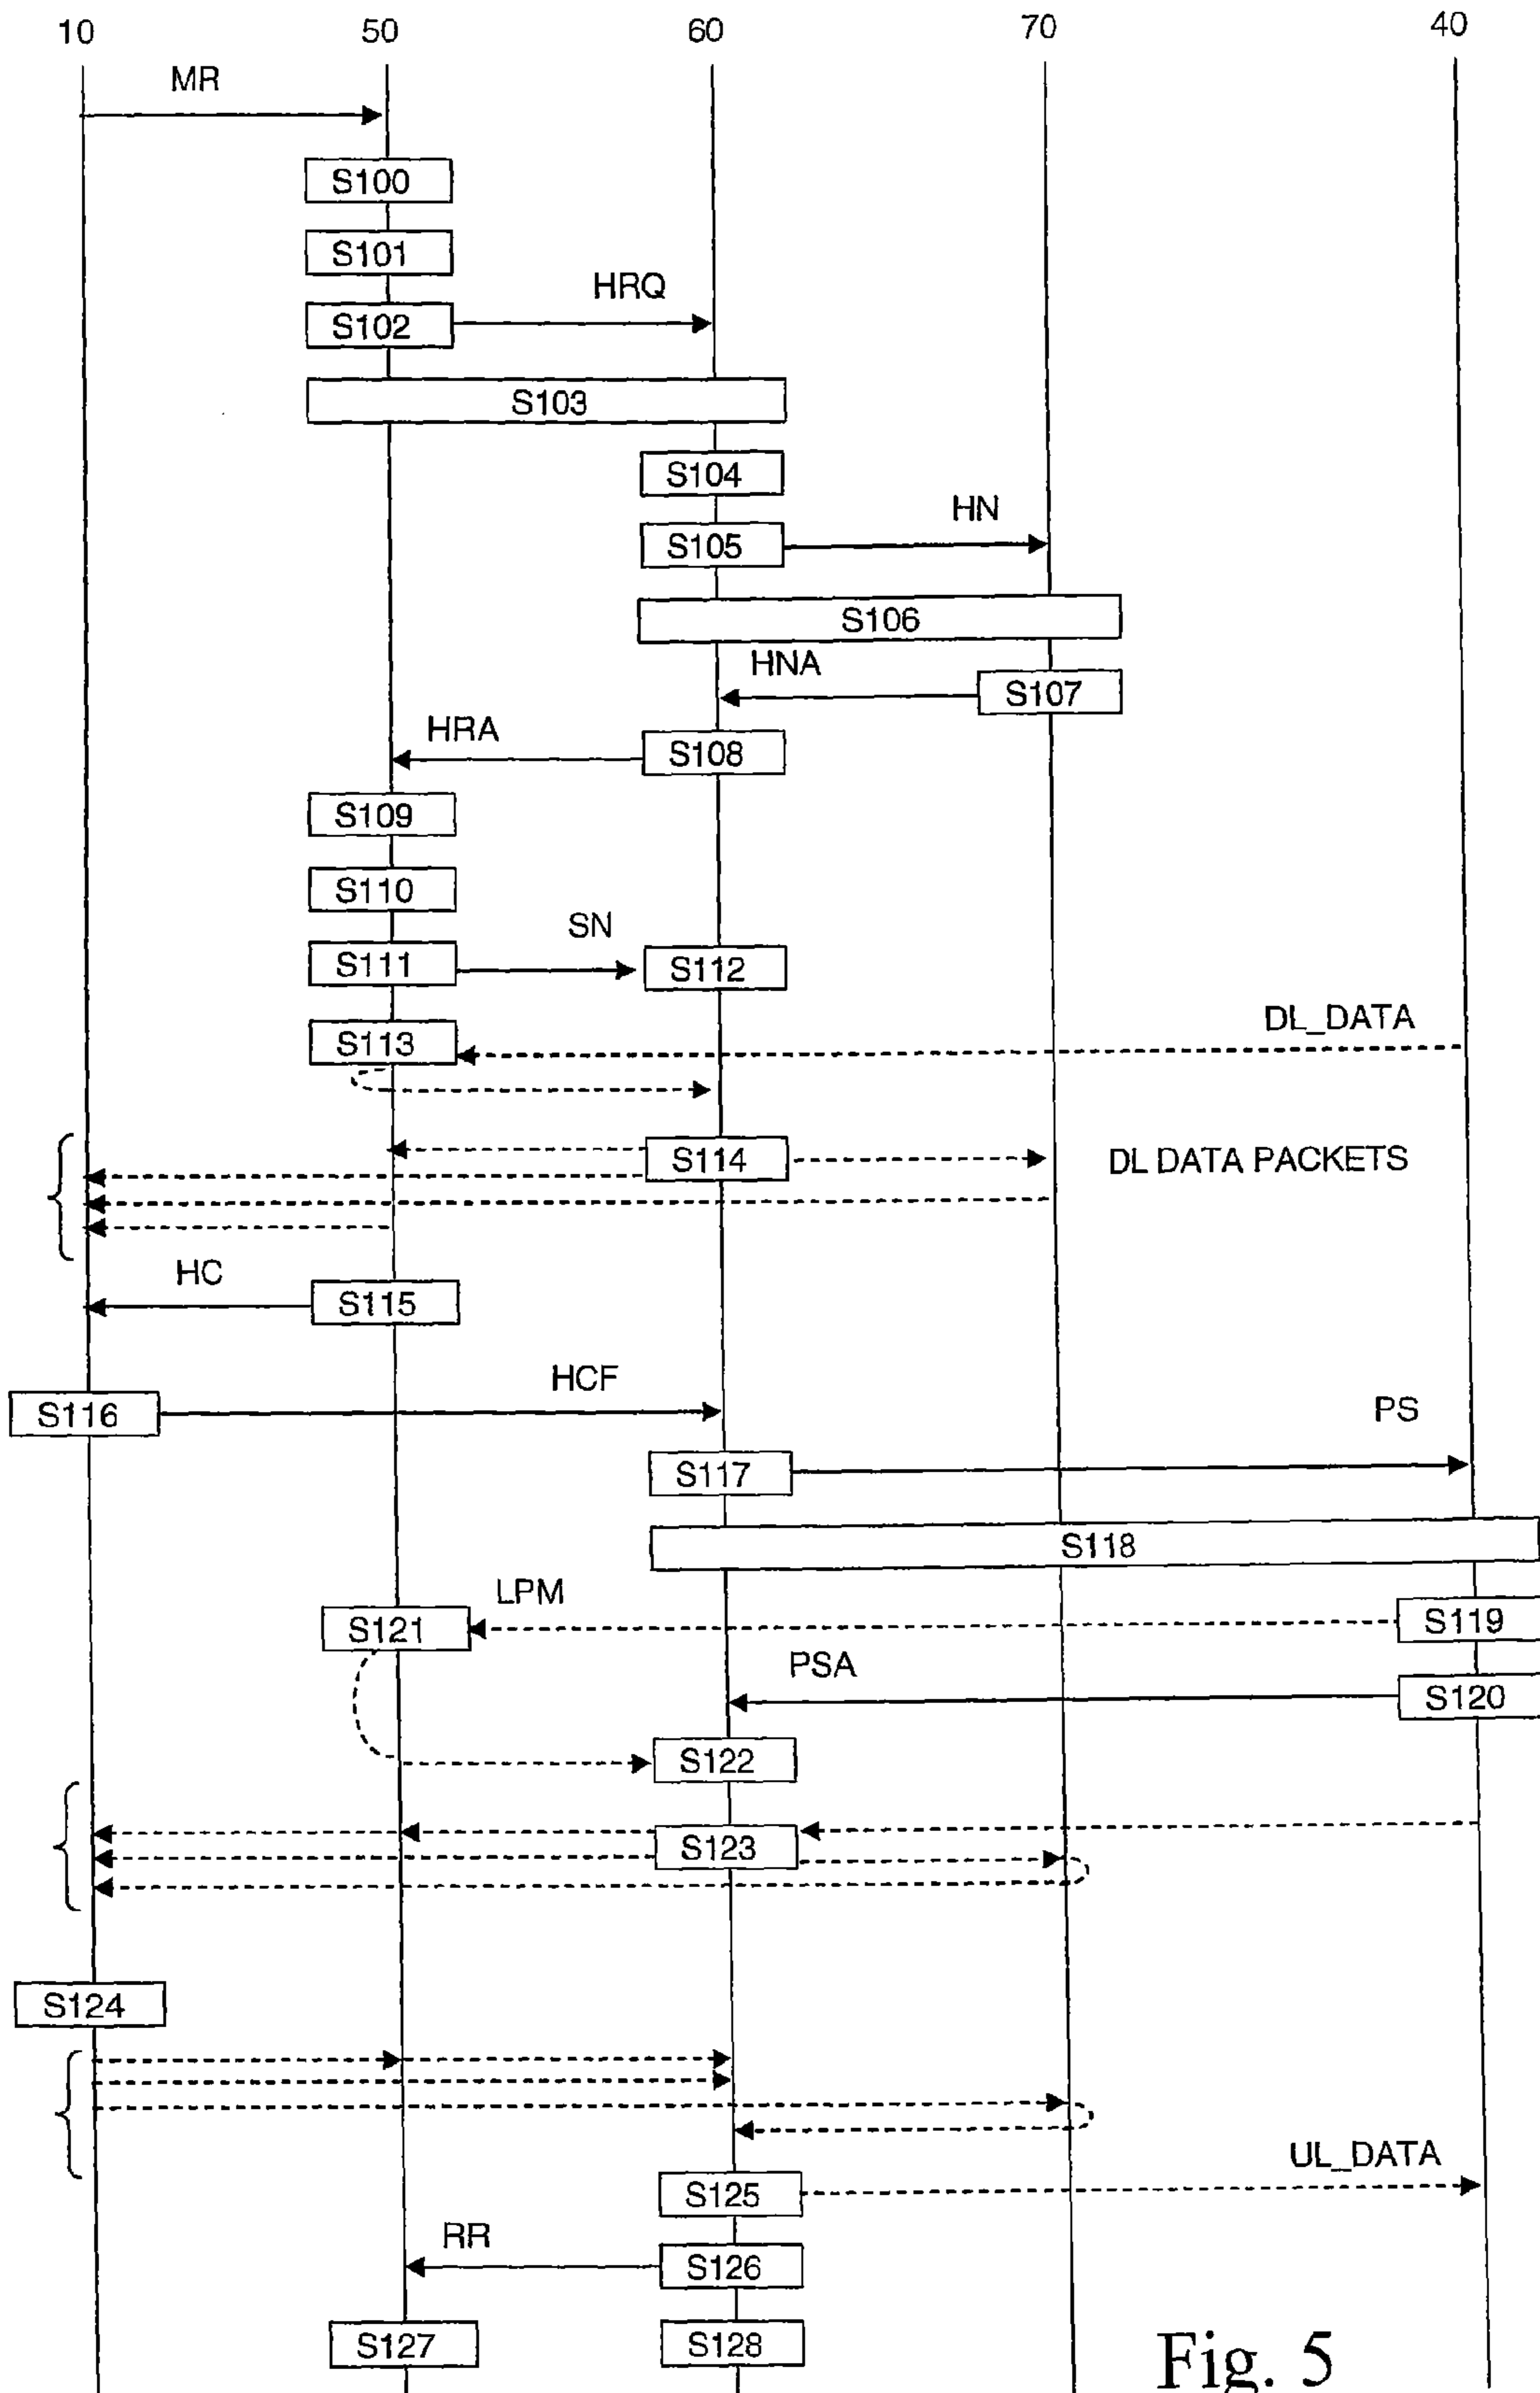 10 50 60 70 40
MR
S100
S101
HRQ
S102
S103
S104
HN
S105
S106
HNA
S107
HRA
S108
S109
S110
SN
S111 S112
DL_DATA
S113
S114 DL DATA PACKETS
HC
S115
HCF
S116 PS
S117
S118
LPM
S121 S119
PSA
S120
S122
S123
S124
UL_DATA
S125
RR
S126
S127 S128
Fig. 5